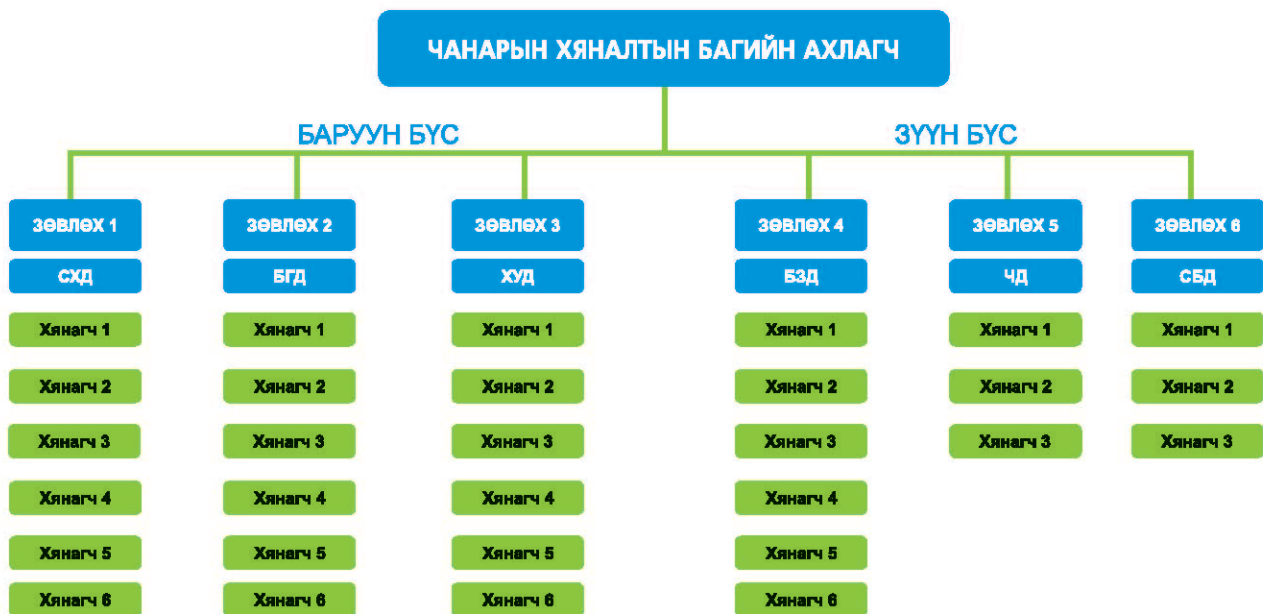 ЧАНАРЫН ХЯНАЛТЫН БАГИЙН АХЛАГЧ
БАРУУН БҮС
ЗҮҮН БҮС
ЗӨВЛӨХ 1
ЗӨВЛӨХ 2
ЗӨВЛӨХ 3
ЗӨВЛӨХ 4
ЗӨВЛӨХ 5
ЗӨВЛӨХ 6
СХД
БГД
ХУД
БЗД
ЧД
СБД
Хянагч 1
Хянагч 1
Хянагч 1
Хянагч 1
Хянагч 1
Хянагч 1
Хянагч 2
Хянагч 2
Хянагч 2
Хянагч 2
Хянагч 2
Хянагч 2
Хянагч 3
Хянагч 3
Хянагч 3
Хянагч 3
Хянагч 3
Хянагч 3
Хянагч 4
Хянагч 4
Хянагч 4
Хянагч 4
Хянагч 5
Хянагч 5
Хянагч 5
Хянагч 5
Хянагч 6
Хянагч 6
Хянагч 6
Хянагч 6